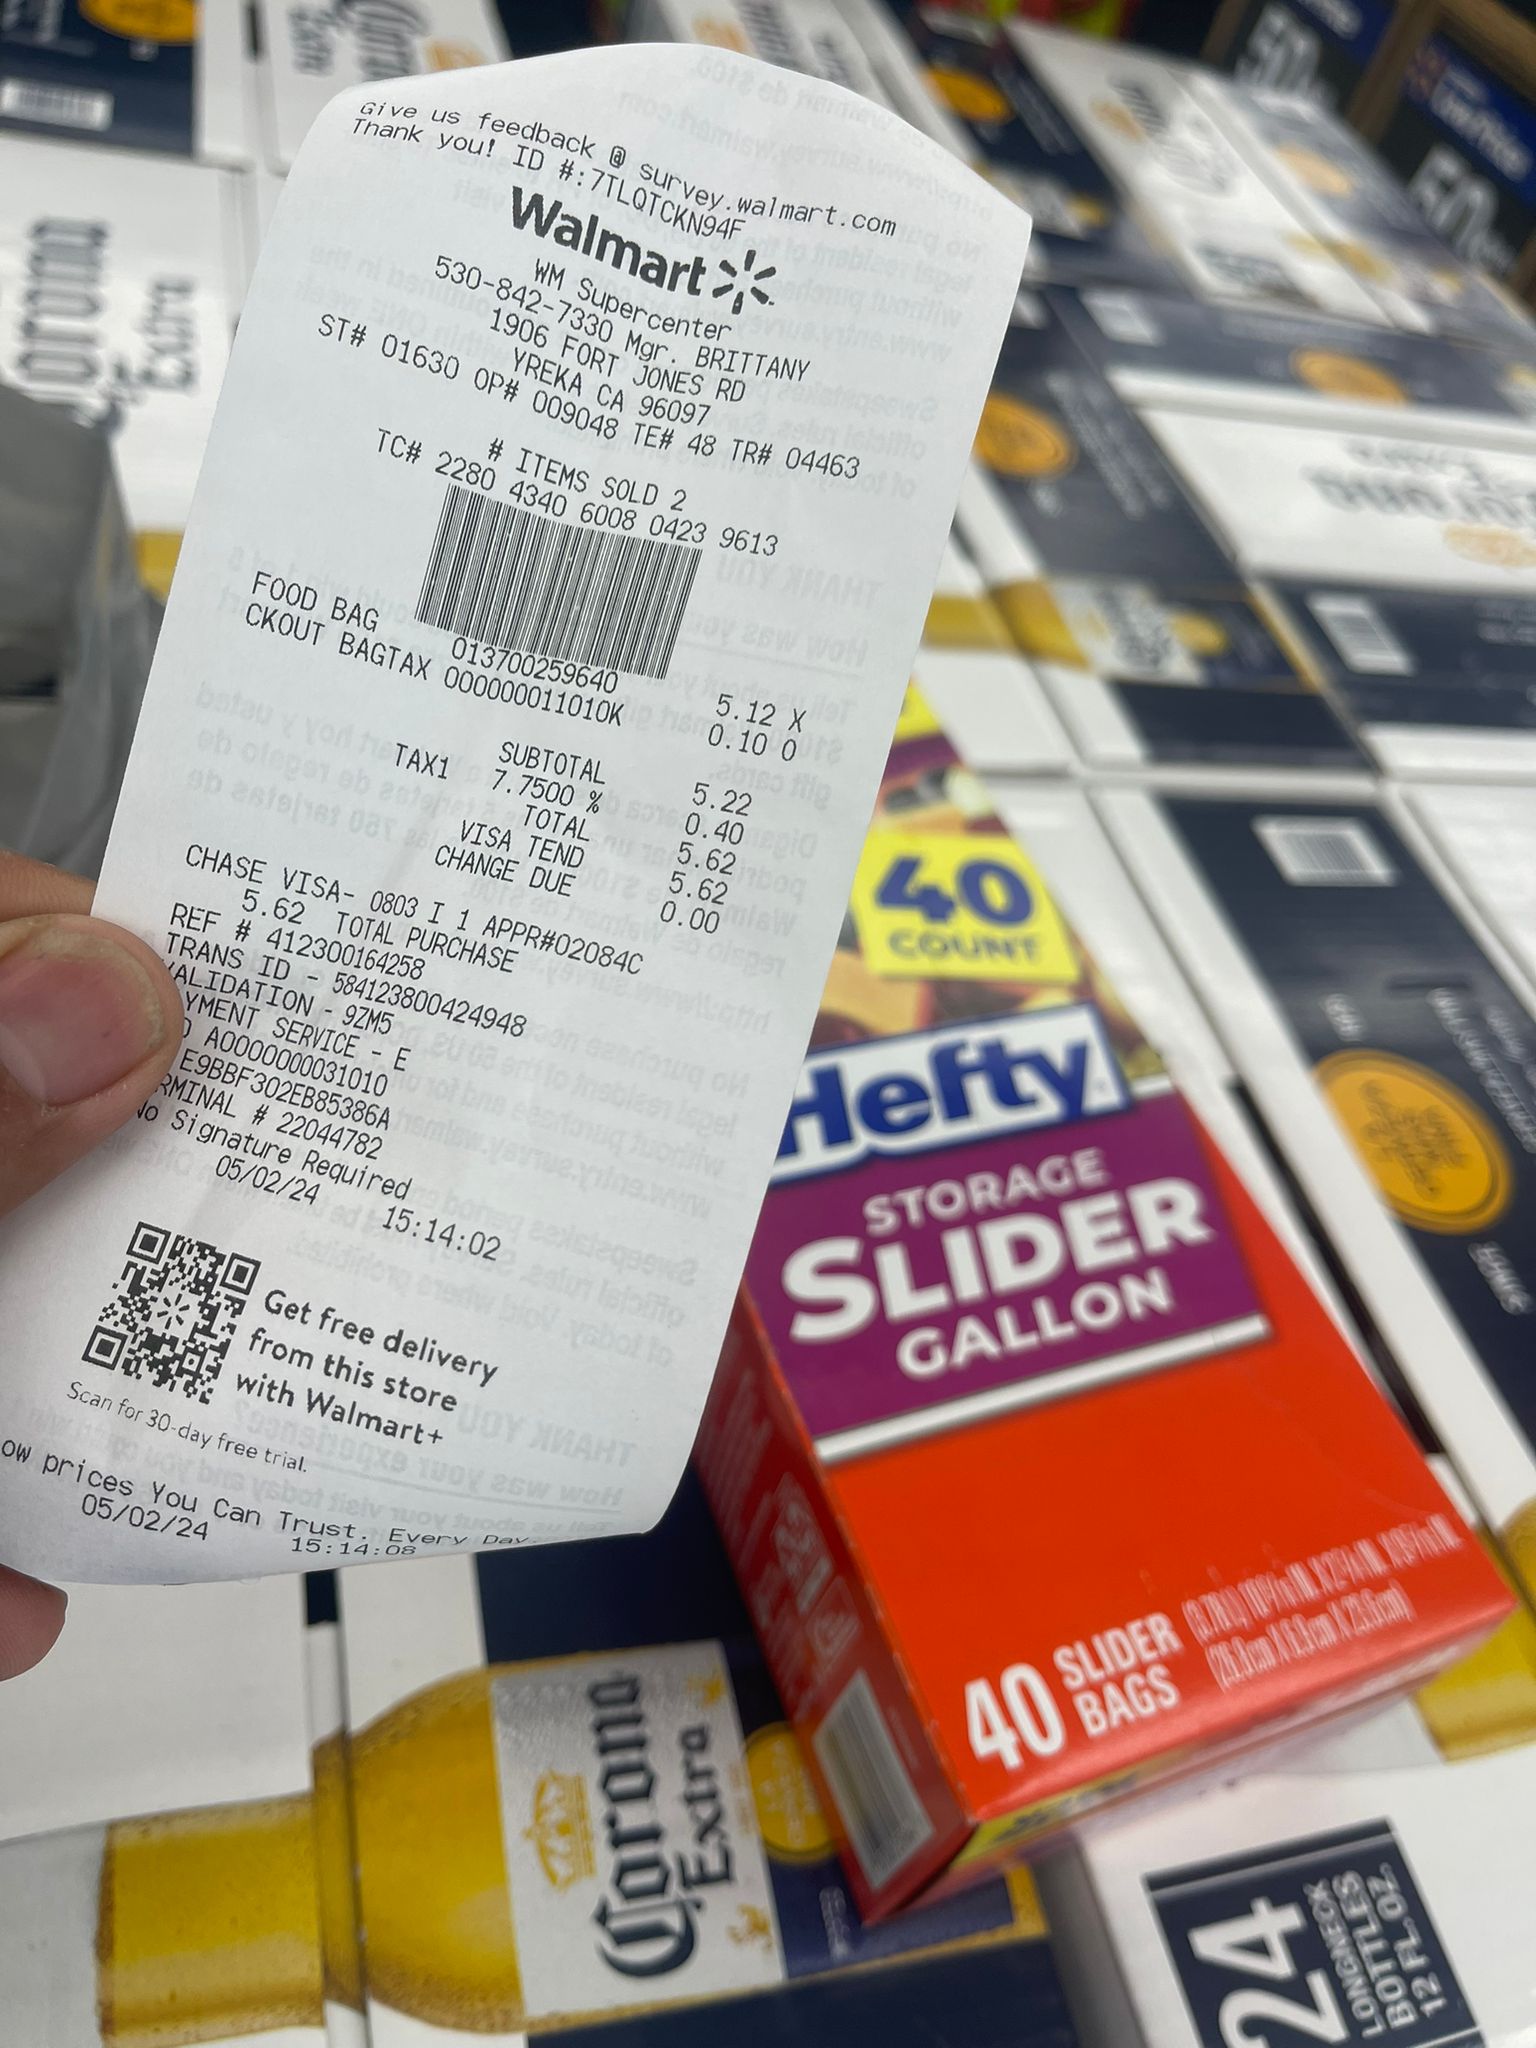 Give us feedback @ survey.walmart.com
Thank you! ID #:7TLQTCKN94F
Walmart
WM Supercenter
530-842-7330 Mgr. BRITTANY
1906 FORT JONES RD
YREKA CA 96097
ST# 01630 OP# 009048 TE# 48 TR# 04463
# ITEMS SOLD 2
TC# 2280 4340 6008 0423 9613
FOOD BAG 013700259640 5.12 X
CKOUT BAGTAX 000000011010K 0.10 O
SUBTOTAL 5.22
TAX1 7.7500 % 0.40
TOTAL 5.62
VISA TEND 5.62
CHANGE DUE 0.00
CHASE VISA- 0803 I 1 APPR#02084C
5.62 TOTAL PURCHASE
REF # 412300164258
TRANS ID - 584123800424948
VALIDATION - 9ZM5
YMENT SERVICE - E
A0000000031010
E9BBF302EB85386A
RMINAL # 22044782
No Signature Required
05/02/24 15:14:02
Get free delivery
from this store
with Walmart+
Scan for 30-day free trial.
ow prices You Can Trust. Every Day.
05/02/24 15:14:08
40
COUNT
Hefty
STORAGE
SLIDER
GALLON
40 SLIDER
BAGS
Corona
Extra
24
LONGNECK
BOTTLES
12 FL. OZ.
Corona
Extra